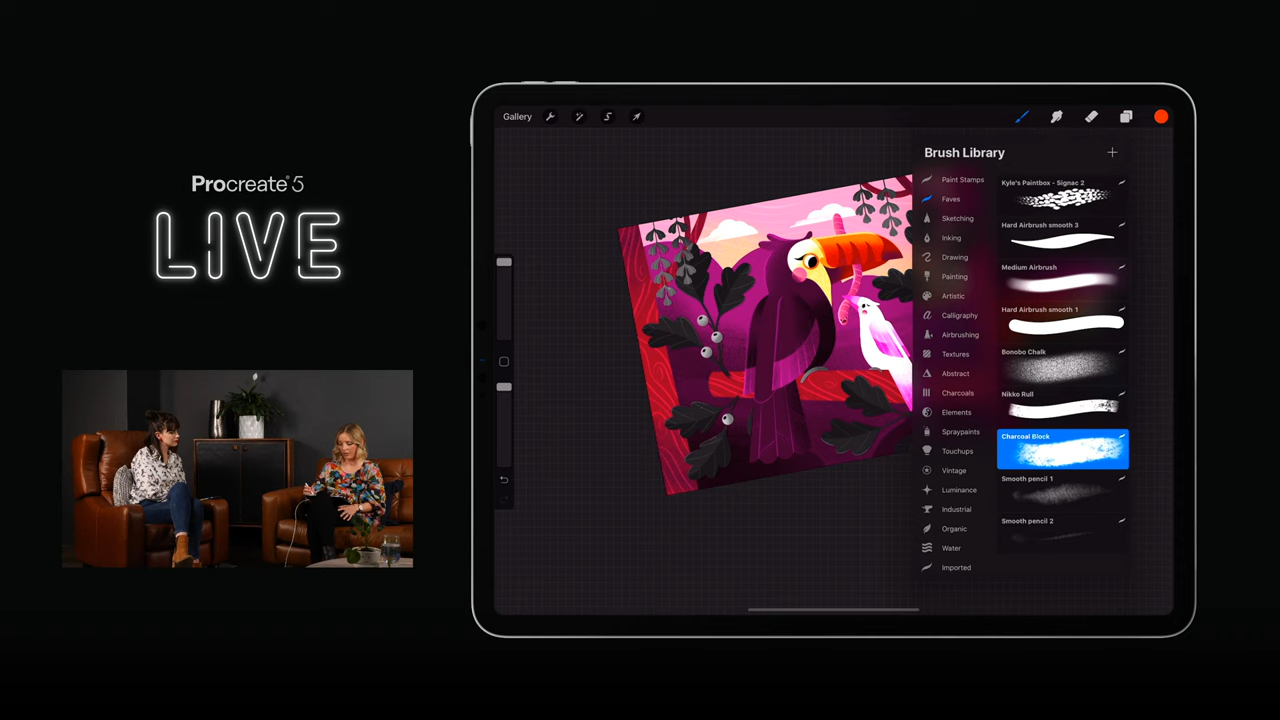 Procreate® 5
LIVE
Gallery
Brush Library
Paint Stamps
Faves
Sketching
Inking
Drawing
Painting
Artistic
Calligraphy
Airbrushing
Textures
Abstract
Charcoals
Elements
Spraypaints
Touchups
Vintage
Luminance
Industrial
Organic
Water
Imported
Kyle's Paintbox - Signac 2
Hard Airbrush smooth 3
Medium Airbrush
Hard Airbrush smooth 1
Bonobo Chalk
Nikko Rull
Charcoal Block
Smooth pencil 1
Smooth pencil 2